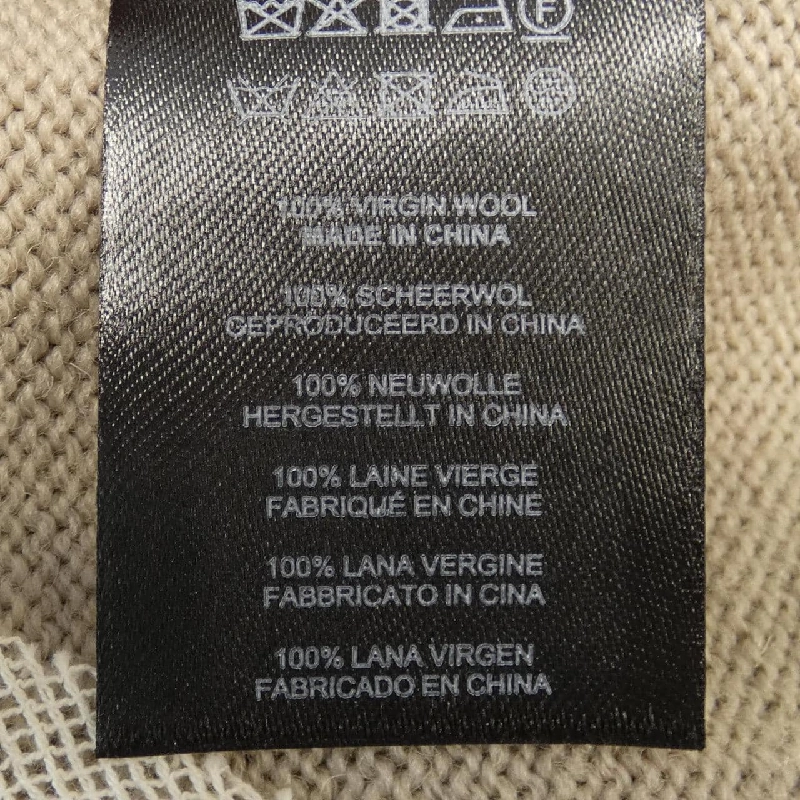 F
100% VIRGIN WOOL
MADE IN CHINA
100% SCHEERWOL
GEPRODUCEERD IN CHINA
100% NEUWOLLE
HERGESTELLT IN CHINA
100% LAINE VIERGE
FABRIQUÉ EN CHINE
100% LANA VERGINE
FABBRICATO IN CINA
100% LANA VIRGEN
FABRICADO EN CHINA